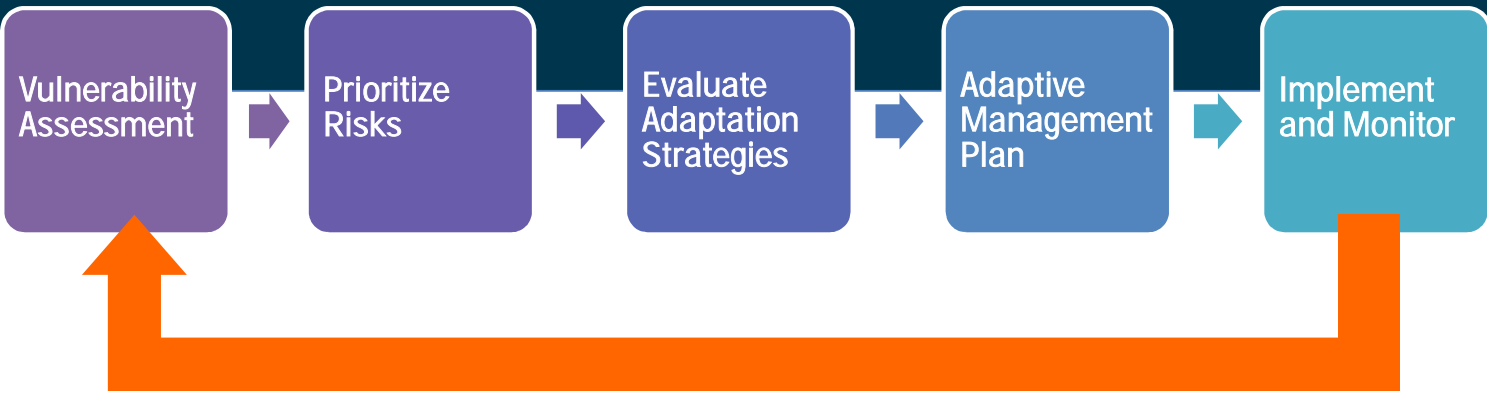 Vulnerability
Assessment
Prioritize
Risks
Evaluate
Adaptation
Strategies
Adaptive
Management
Plan
Implement
and Monitor